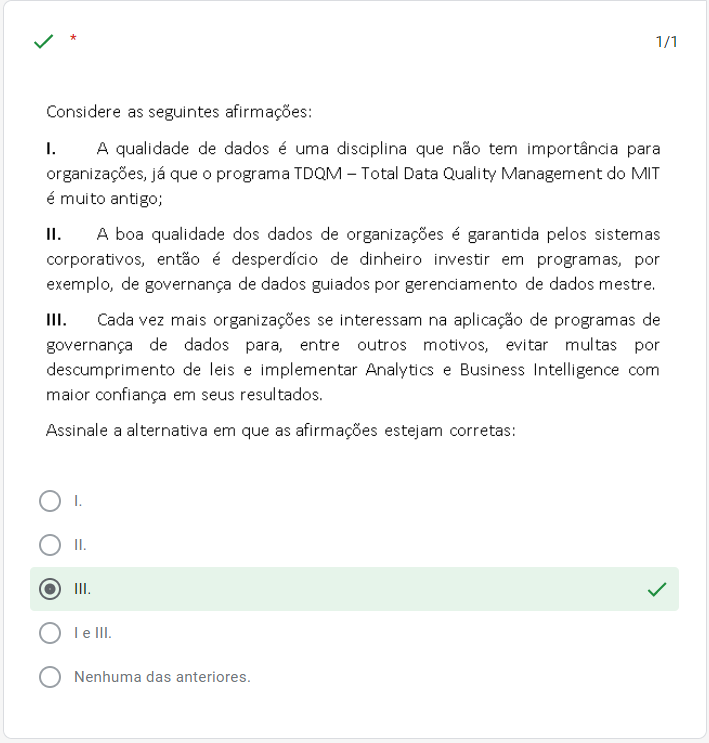 * 1/1
Considere as seguintes afirmações:
I. A qualidade de dados é uma disciplina que não tem importância para
organizações, já que o programa TDQM – Total Data Quality Management do MIT
é muito antigo;
II. A boa qualidade dos dados de organizações é garantida pelos sistemas
corporativos, então é desperdício de dinheiro investir em programas, por
exemplo, de governança de dados guiados por gerenciamento de dados mestre.
III. Cada vez mais organizações se interessam na aplicação de programas de
governança de dados para, entre outros motivos, evitar multas por
descumprimento de leis e implementar Analytics e Business Intelligence com
maior confiança em seus resultados.
Assinale a alternativa em que as afirmações estejam corretas:
I.
II.
III.
I e III.
Nenhuma das anteriores.